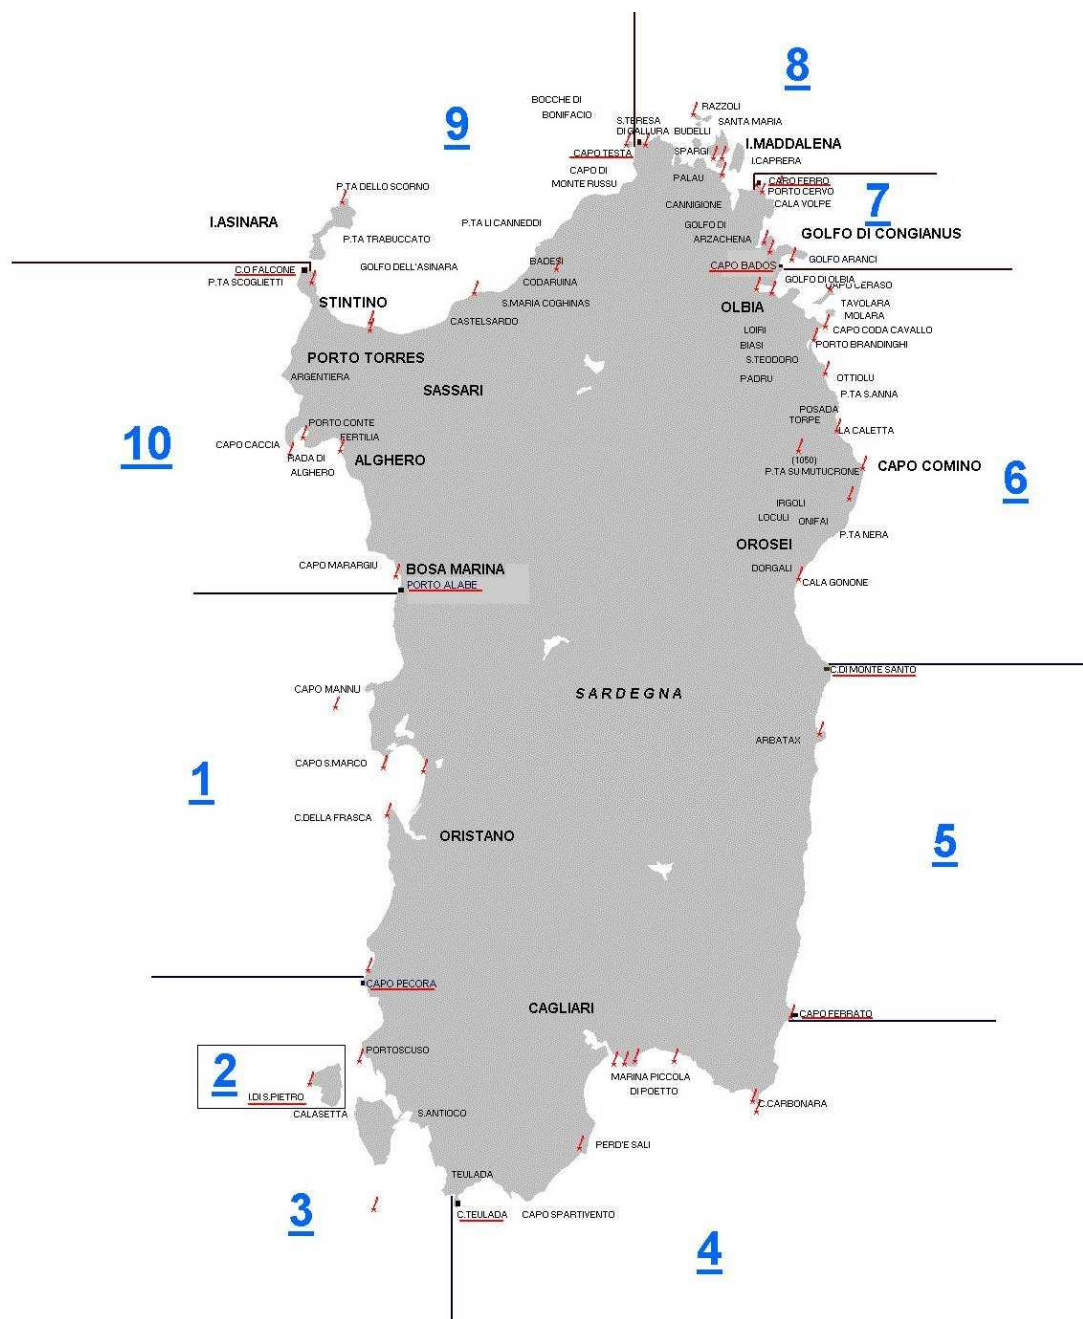 8
BOCCHE DI
BONIFACIO
9
S.TERESA
DI GALLURA
BUDELLI
RAZZOLI
SANTA MARIA
I.MADDALENA
CAPO TESTA
SPARGI
I.CAPRERA
CAPO DI
MONTE RUSSU
PALAU
CAPO FERRO
PORTO CERVO
CALA VOLPE
7
P.TA DELLO SCORNO
CANNIGIONE
I.ASINARA
P.TA LI CANNEDDI
GOLFO DI
ARZACHENA
GOLFO DI CONGIANUS
P.TA TRABUCCATO
GOLFO ARANCI
C.O FALCONE
GOLFO DELL'ASINARA
BADESI
CAPO BADOS
P.TA SCOGLIETTI
CODARUINA
GOLFO DI OLBIA
CAPO CERASO
STINTINO
S.MARIA COGHINAS
OLBIA
TAVOLARA
MOLARA
CASTELSARDO
LOIRI
CAPO CODA CAVALLO
BIASI
PORTO BRANDINGHI
PORTO TORRES
S.TEODORO
ARGENTIERA
SASSARI
PADRU
OTTIOLU
P.TA S.ANNA
POSADA
TORPE
LA CALETTA
10
PORTO CONTE
FERTILIA
CAPO CACCIA
RADA DI
ALGHERO
ALGHERO
(1050)
P.TA SU MUTUCRONE
CAPO COMINO
6
IRGOLI
LOCULI
ONIFAI
P.TA NERA
OROSEI
CAPO MARARGIU
BOSA MARINA
DORGALI
PORTO ALABE
CALA GONONE
C.DI MONTE SANTO
CAPO MANNU
SARDEGNA
ARBATAX
CAPO S.MARCO
1
C.DELLA FRASCA
ORISTANO
5
CAPO PECORA
CAGLIARI
CAPO FERRATO
PORTOSCUSO
2
I.DI S.PIETRO
MARINA PICCOLA
DI POETTO
CALASETTA
S.ANTIOCO
C.CARBONARA
PERD'E SALI
TEULADA
3
C.TEULADA
CAPO SPARTIVENTO
4